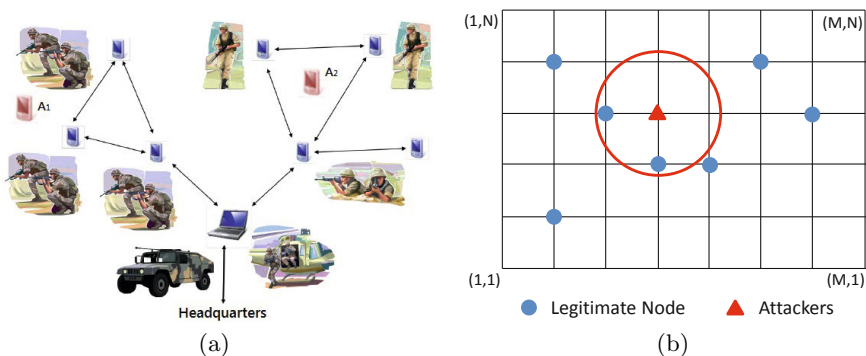 A1
A2
Headquarters
(a)
(1,N)
(M,N)
(1,1)
(M,1)
Legitimate Node
Attackers
(b)